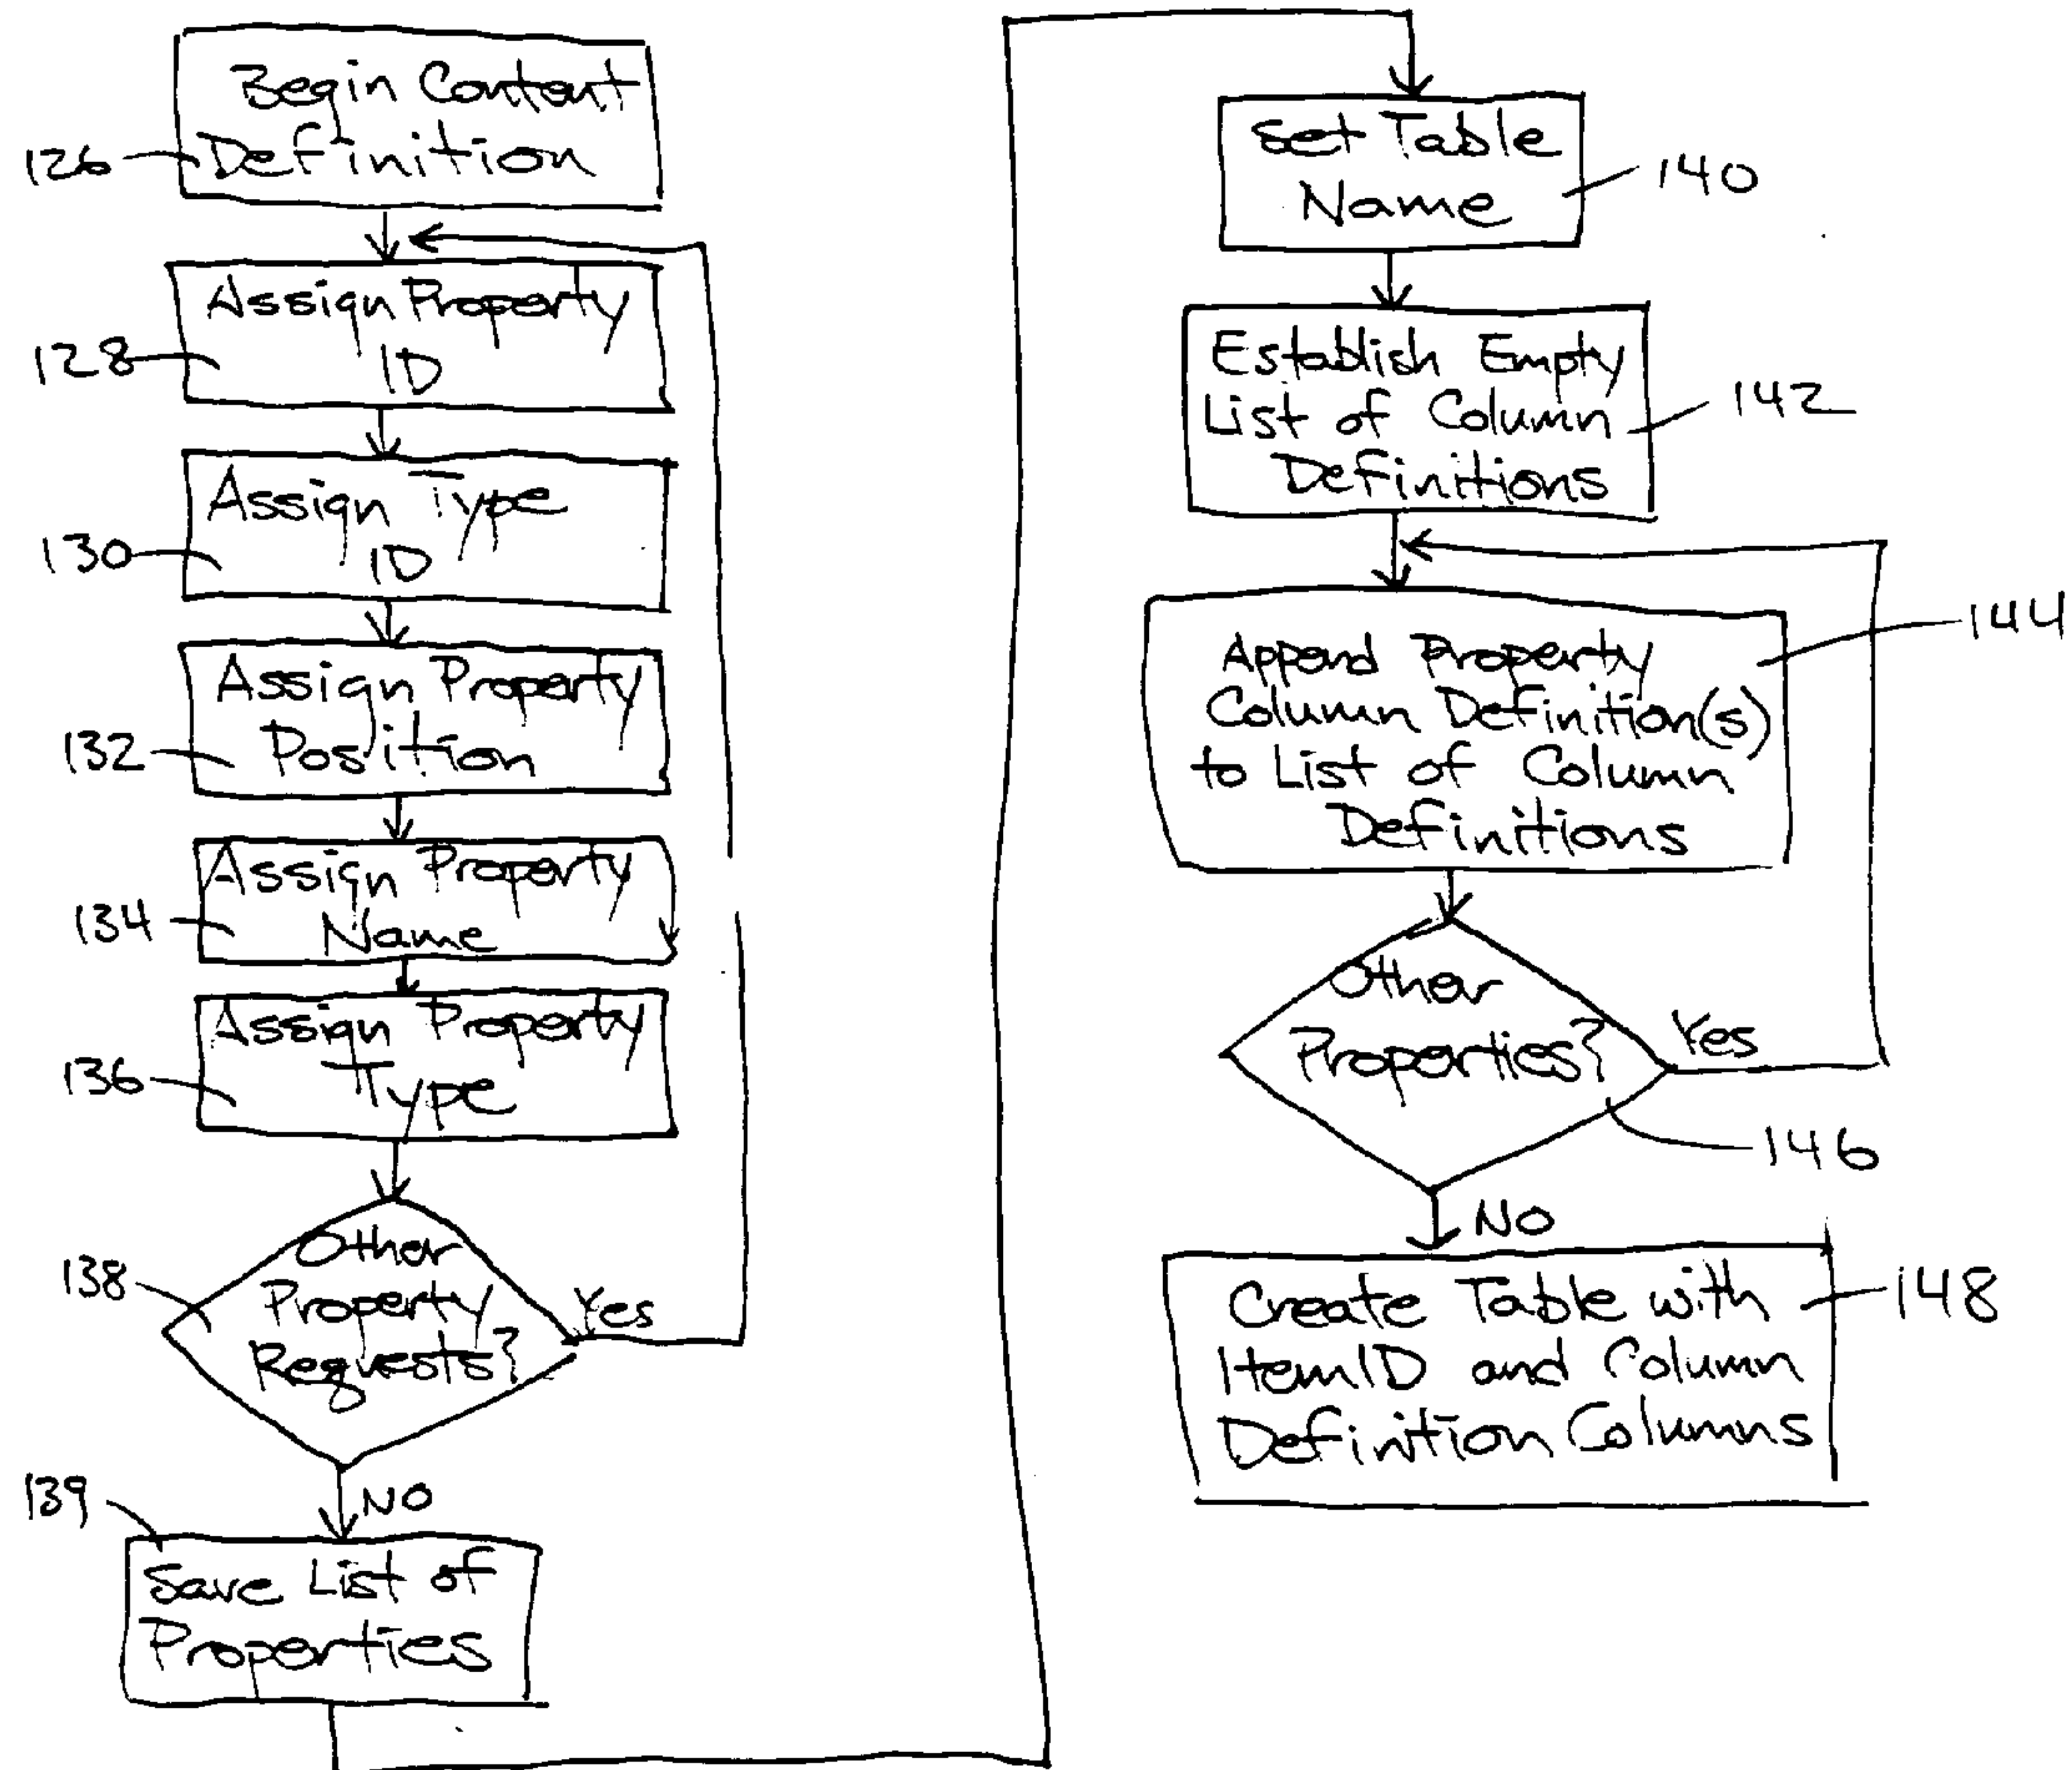 Begin Content
Definition
126
Assign Property
ID
128
Assign Type
ID
130
Assign Property
Position
132
Assign Property
Name
134
Assign Property
Type
136
Other
Property
Requests?
138
Yes
NO
139
Save List of
Properties
Set Table
Name
140
Establish Empty
List of Column
Definitions
142
Append Property
Column Definition(s)
to List of Column
Definitions
144
Other
Properties?
Yes
146
NO
Create Table with
ItemID and Column
Definition Columns
148